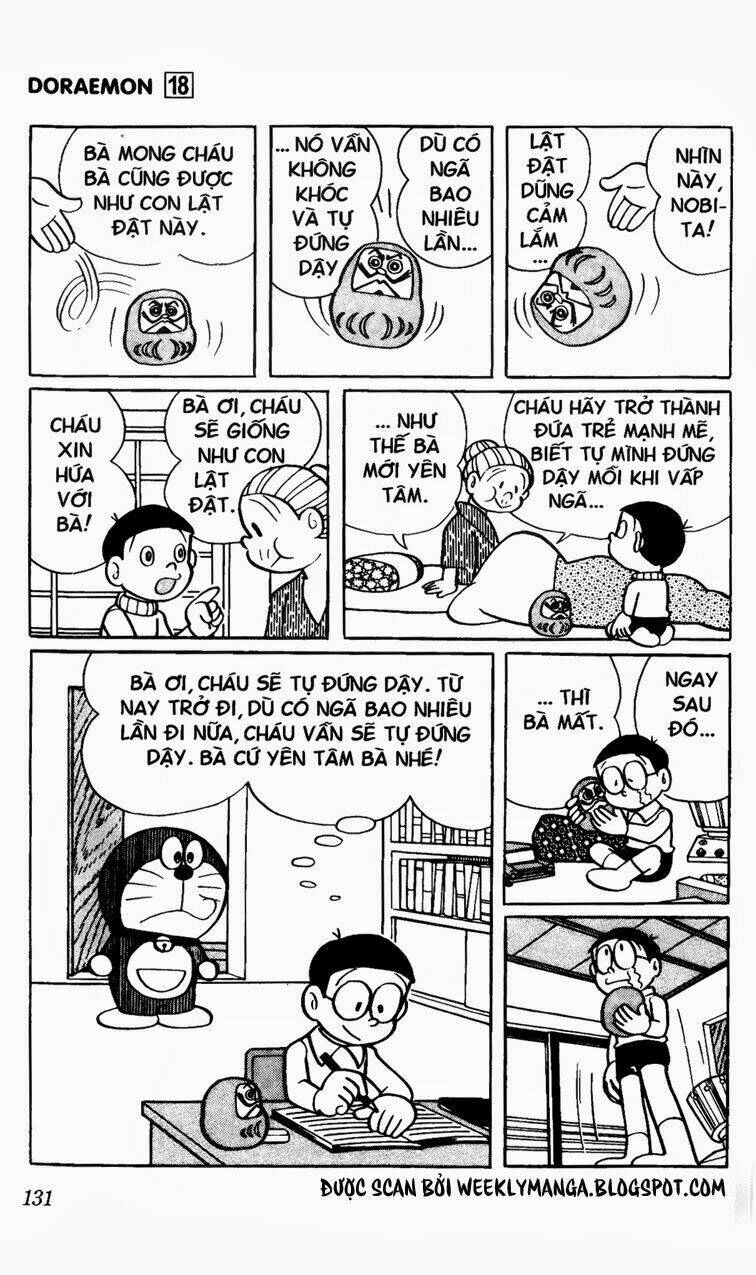 DORAEMON 18
NHÌN
NÀY,
NOBI-
TA!
LẬT
ĐẬT
DŨNG
CẢM
LẮM
...
DÙ CÓ
NGÃ
BAO
NHIÊU
LẦN...
... NÓ VẪN
KHÔNG
KHÓC
VÀ TỰ
ĐỨNG
DẬY
BÀ MONG CHÁU
BÀ CŨNG ĐƯỢC
NHƯ CON LẬT
ĐẬT NÀY.
CHÁU HÃY TRỞ THÀNH
ĐỨA TRẺ MẠNH MẼ,
BIẾT TỰ MÌNH ĐỨNG
DẬY MỖI KHI VẤP
NGÃ...
... NHƯ
THẾ BÀ
MỚI YÊN
TÂM.
BÀ ƠI, CHÁU
SẼ GIỐNG
NHƯ CON
LẬT
ĐẬT.
CHÁU
XIN
HỨA
VỚI
BÀ!
NGAY
SAU
ĐÓ...
... THÌ
BÀ MẤT.
BÀ ƠI, CHÁU SẼ TỰ ĐỨNG DẬY. TỪ
NAY TRỞ ĐI, DÙ CÓ NGÃ BAO NHIÊU
LẦN ĐI NỮA, CHÁU VẪN SẼ TỰ ĐỨNG
DẬY. BÀ CỨ YÊN TÂM BÀ NHÉ!
131
ĐƯỢC SCAN BỞI WEEKLYMANGA.BLOGSPOT.COM